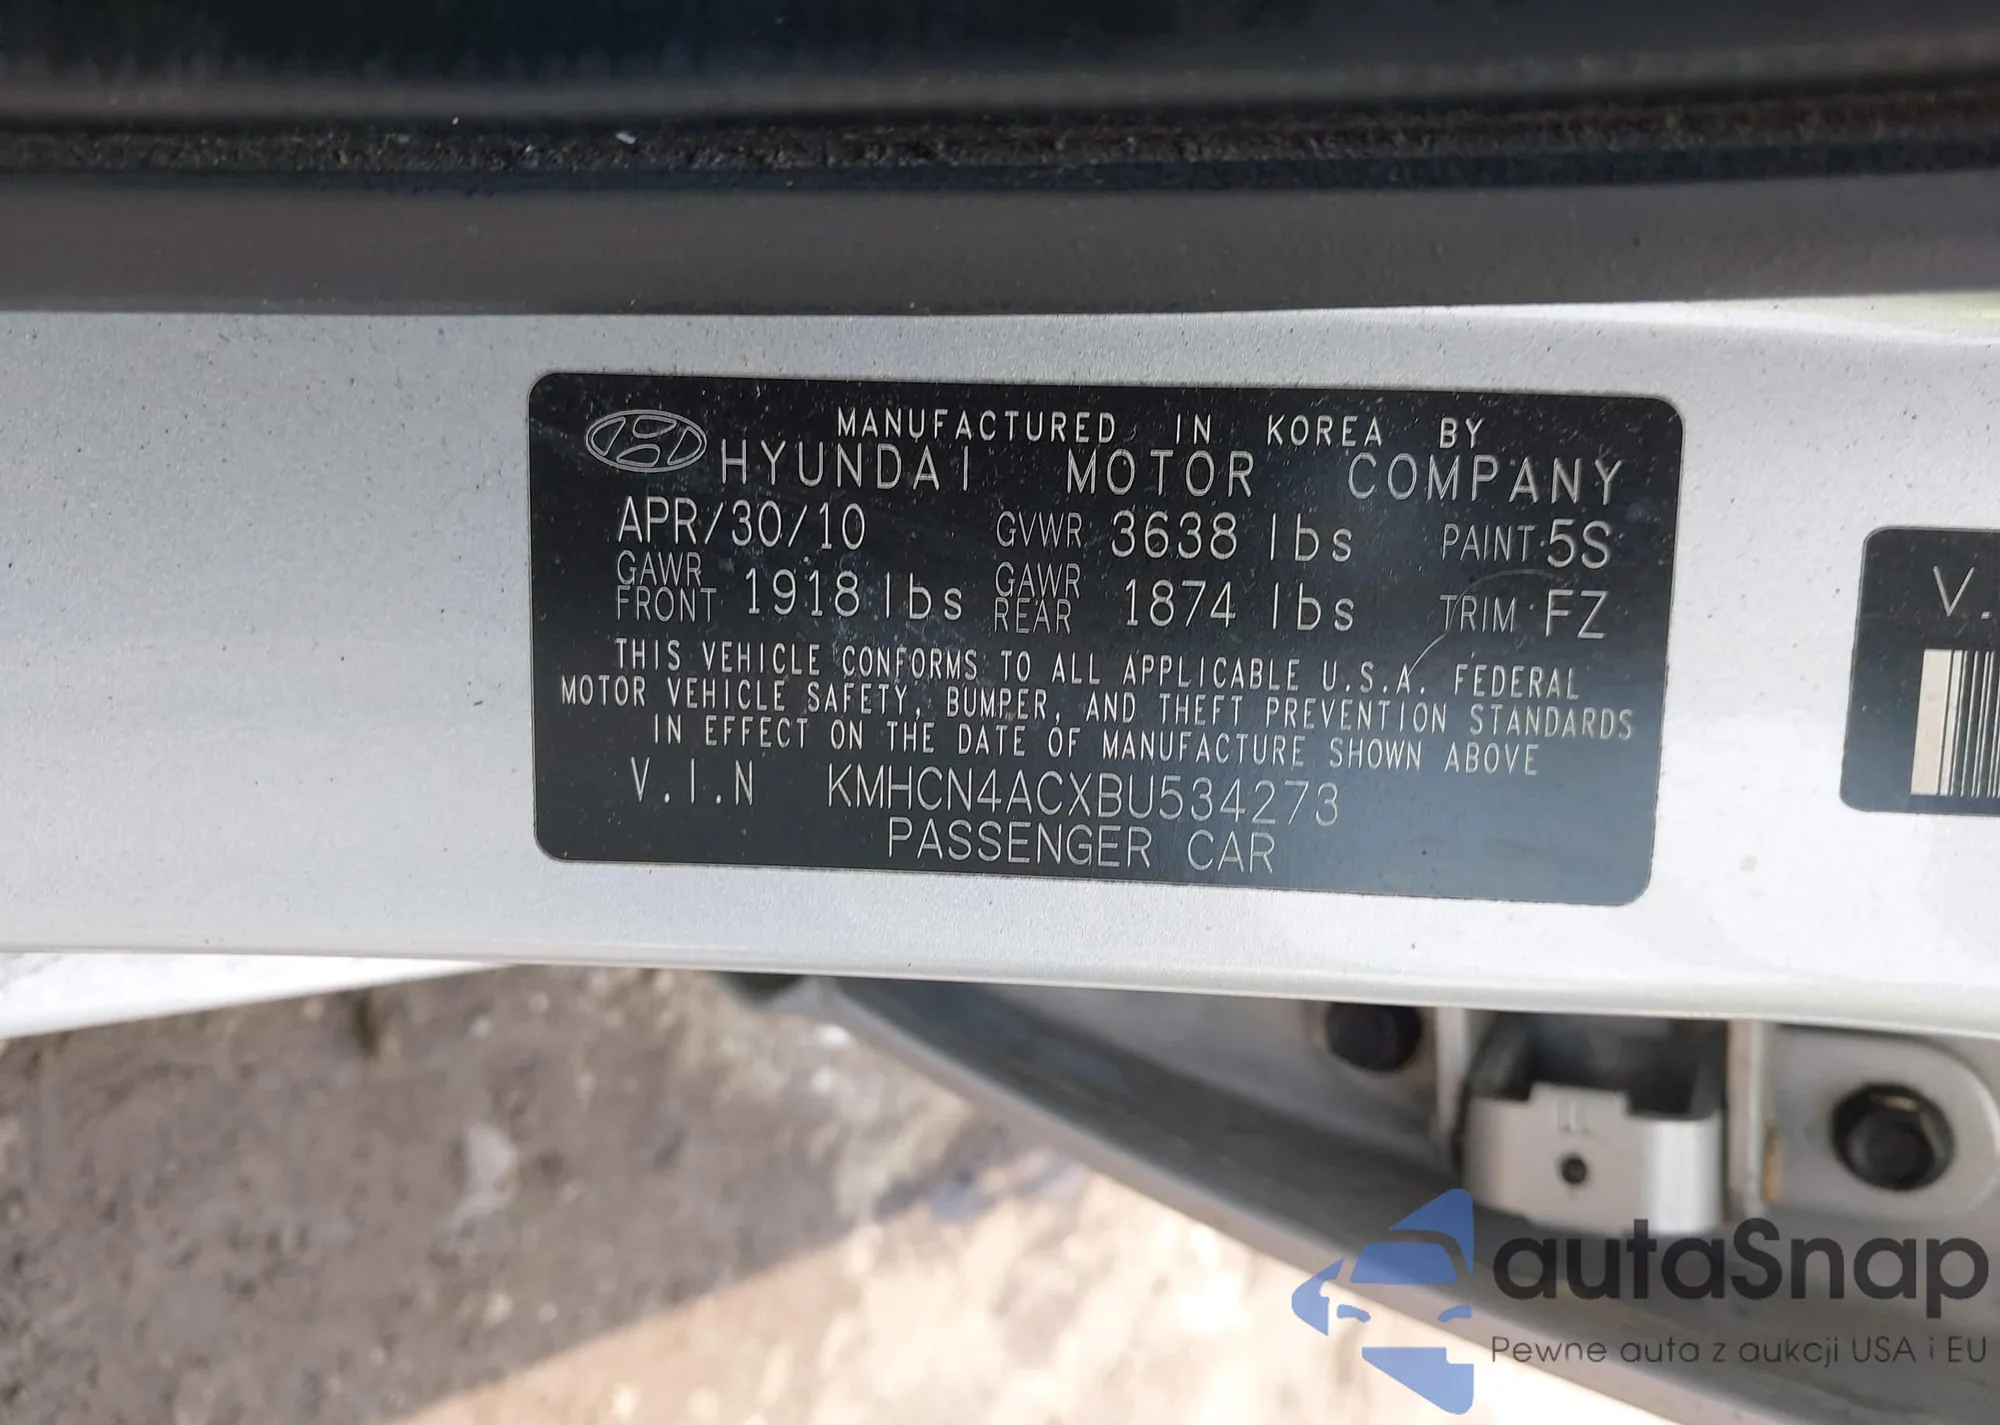 MANUFACTURED IN KOREA BY
HYUNDAI MOTOR COMPANY
APR/30/10 GVWR 3638 lbs PAINT 5S
GAWR FRONT 1918 lbs GAWR REAR 1874 lbs TRIM FZ
THIS VEHICLE CONFORMS TO ALL APPLICABLE U.S.A. FEDERAL
MOTOR VEHICLE SAFETY, BUMPER, AND THEFT PREVENTION STANDARDS
IN EFFECT ON THE DATE OF MANUFACTURE SHOWN ABOVE
V.I.N KMHCN4ACXBU534273
PASSENGER CAR
V.
autaSnap
Pewne auta z aukcji USA i EU